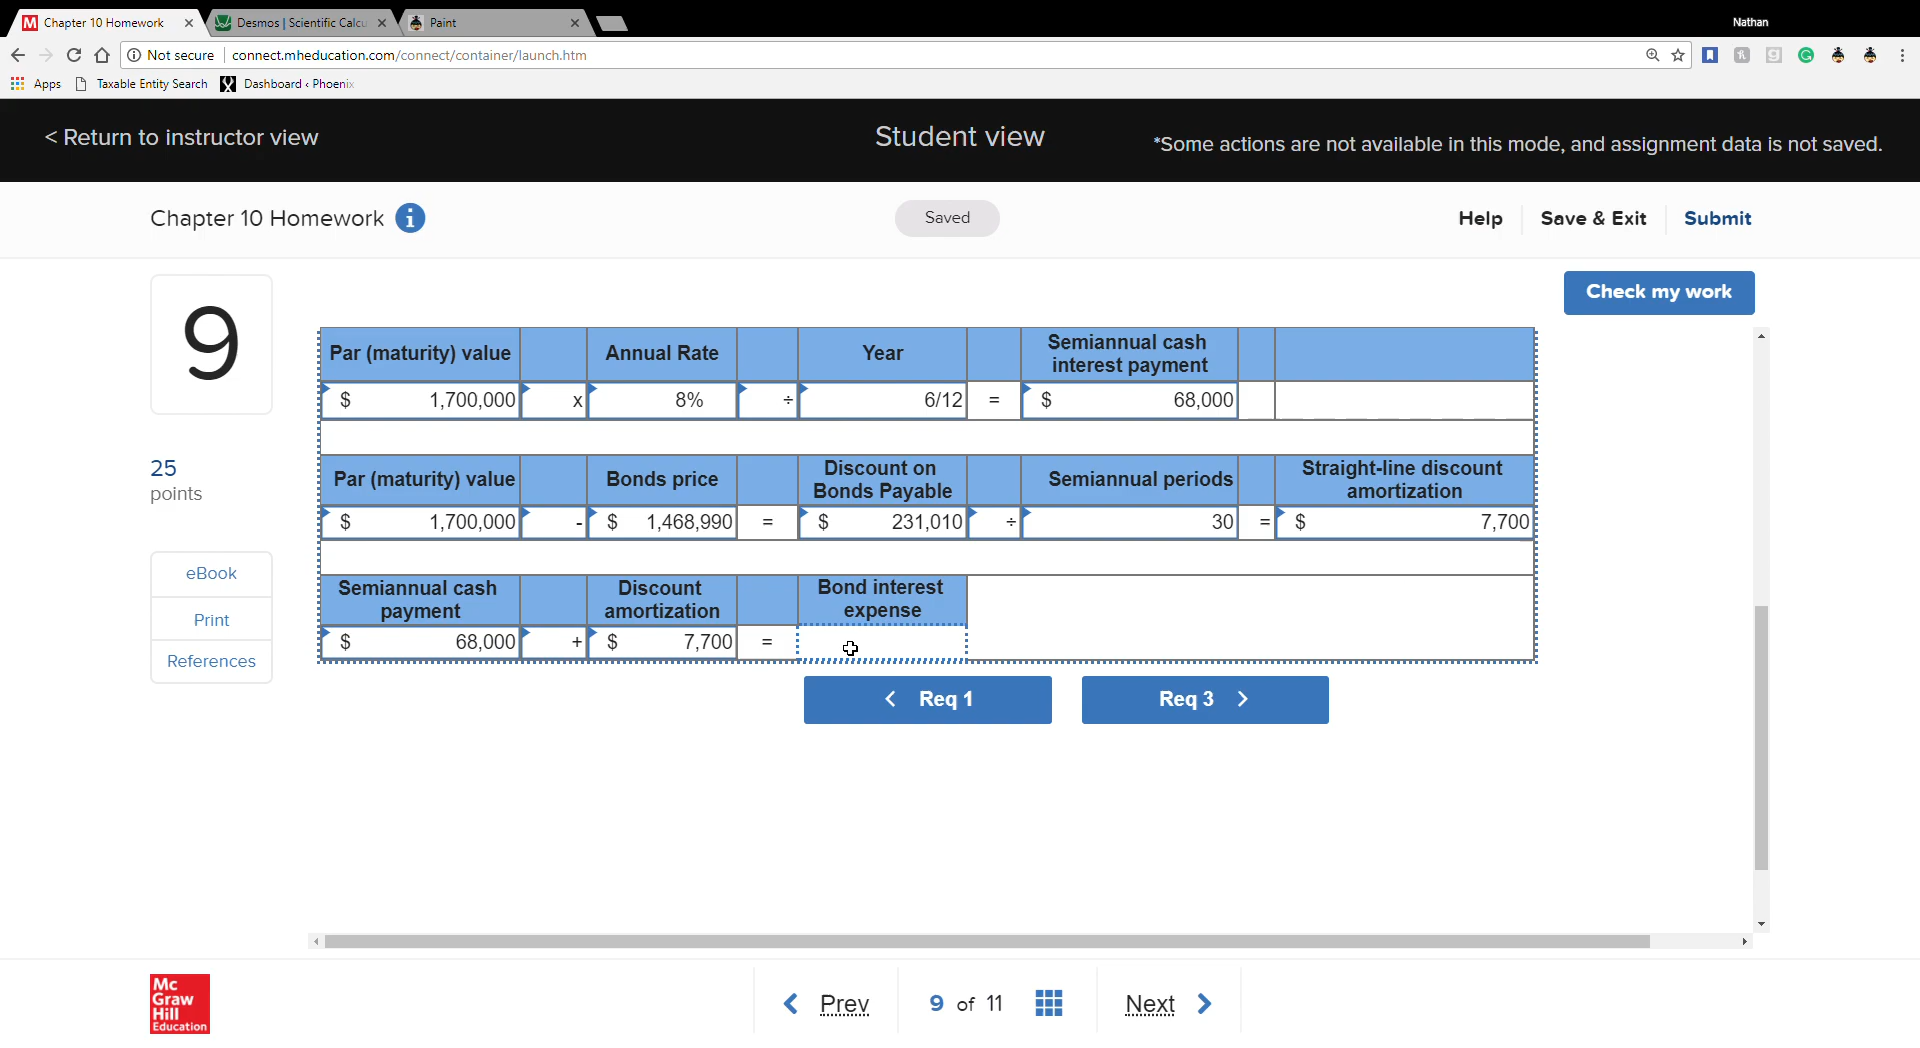 Chapter 10 Homework
Desmos | Scientific Calcu
Paint
Nathan
Not secure
connect.mheducation.com/connect/container/launch.htm
Apps
Taxable Entity Search
Dashboard ‹ Phoenix
< Return to instructor view
Student view
*Some actions are not available in this mode, and assignment data is not saved.
Chapter 10 Homework
Saved
Help
Save & Exit
Submit
9
Check my work
25
points
eBook
Print
References
Par (maturity) value Annual Rate Year Semiannual cash
interest payment
$ 1,700,000 x 8% ÷ 6/12 = $ 68,000
Par (maturity) value Bonds price Discount on
Bonds Payable Semiannual periods Straight-line discount
amortization
$ 1,700,000 - $ 1,468,990 = $ 231,010 ÷ 30 = $ 7,700
Semiannual cash
payment Discount
amortization Bond interest
expense
$ 68,000 + $ 7,700 =
< Req 1
Req 3 >
Mc
Graw
Hill
Education
Prev
9 of 11
Next